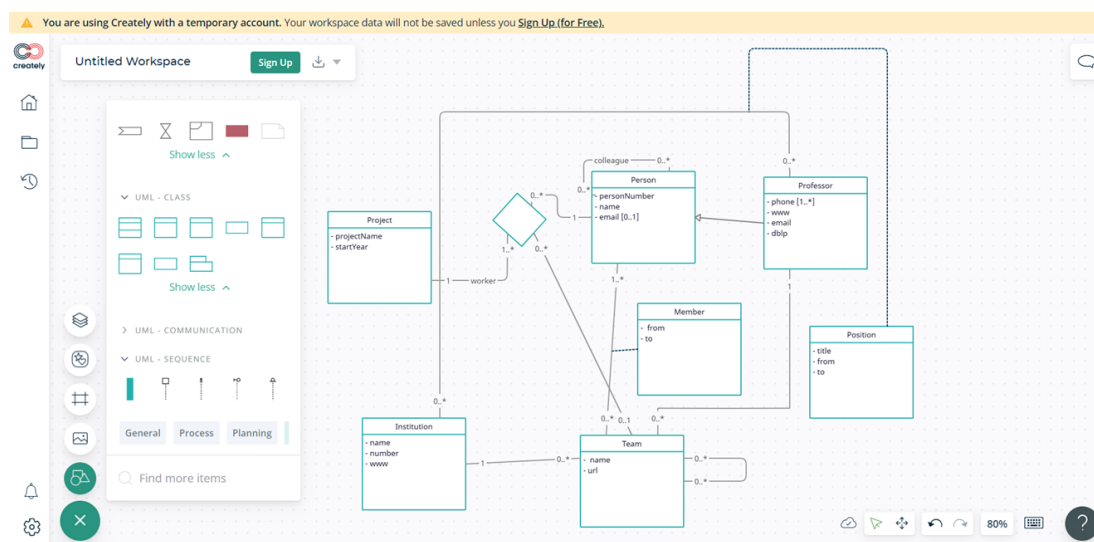 You are using Creately with a temporary account. Your workspace data will not be saved unless you Sign Up (for Free).
creately
Untitled Workspace
Sign Up
Show less
UML - CLASS
Show less
UML - COMMUNICATION
UML - SEQUENCE
General
Process
Planning
Find more items
colleague
0..*
0..*
Person
- personNumber
- name
- email [0..1]
0..*
1
0..*
Professor
- phone [1..*]
- www
- email
- dblp
1
Project
- projectName
- startYear
1
worker
1..*
0..*
1..*
Member
- from
- to
Position
- title
- from
- to
0..*
Institution
- name
- number
- www
1
0..*
0..*
0..1
0..*
Team
- name
- url
0..*
0..*
80%
?